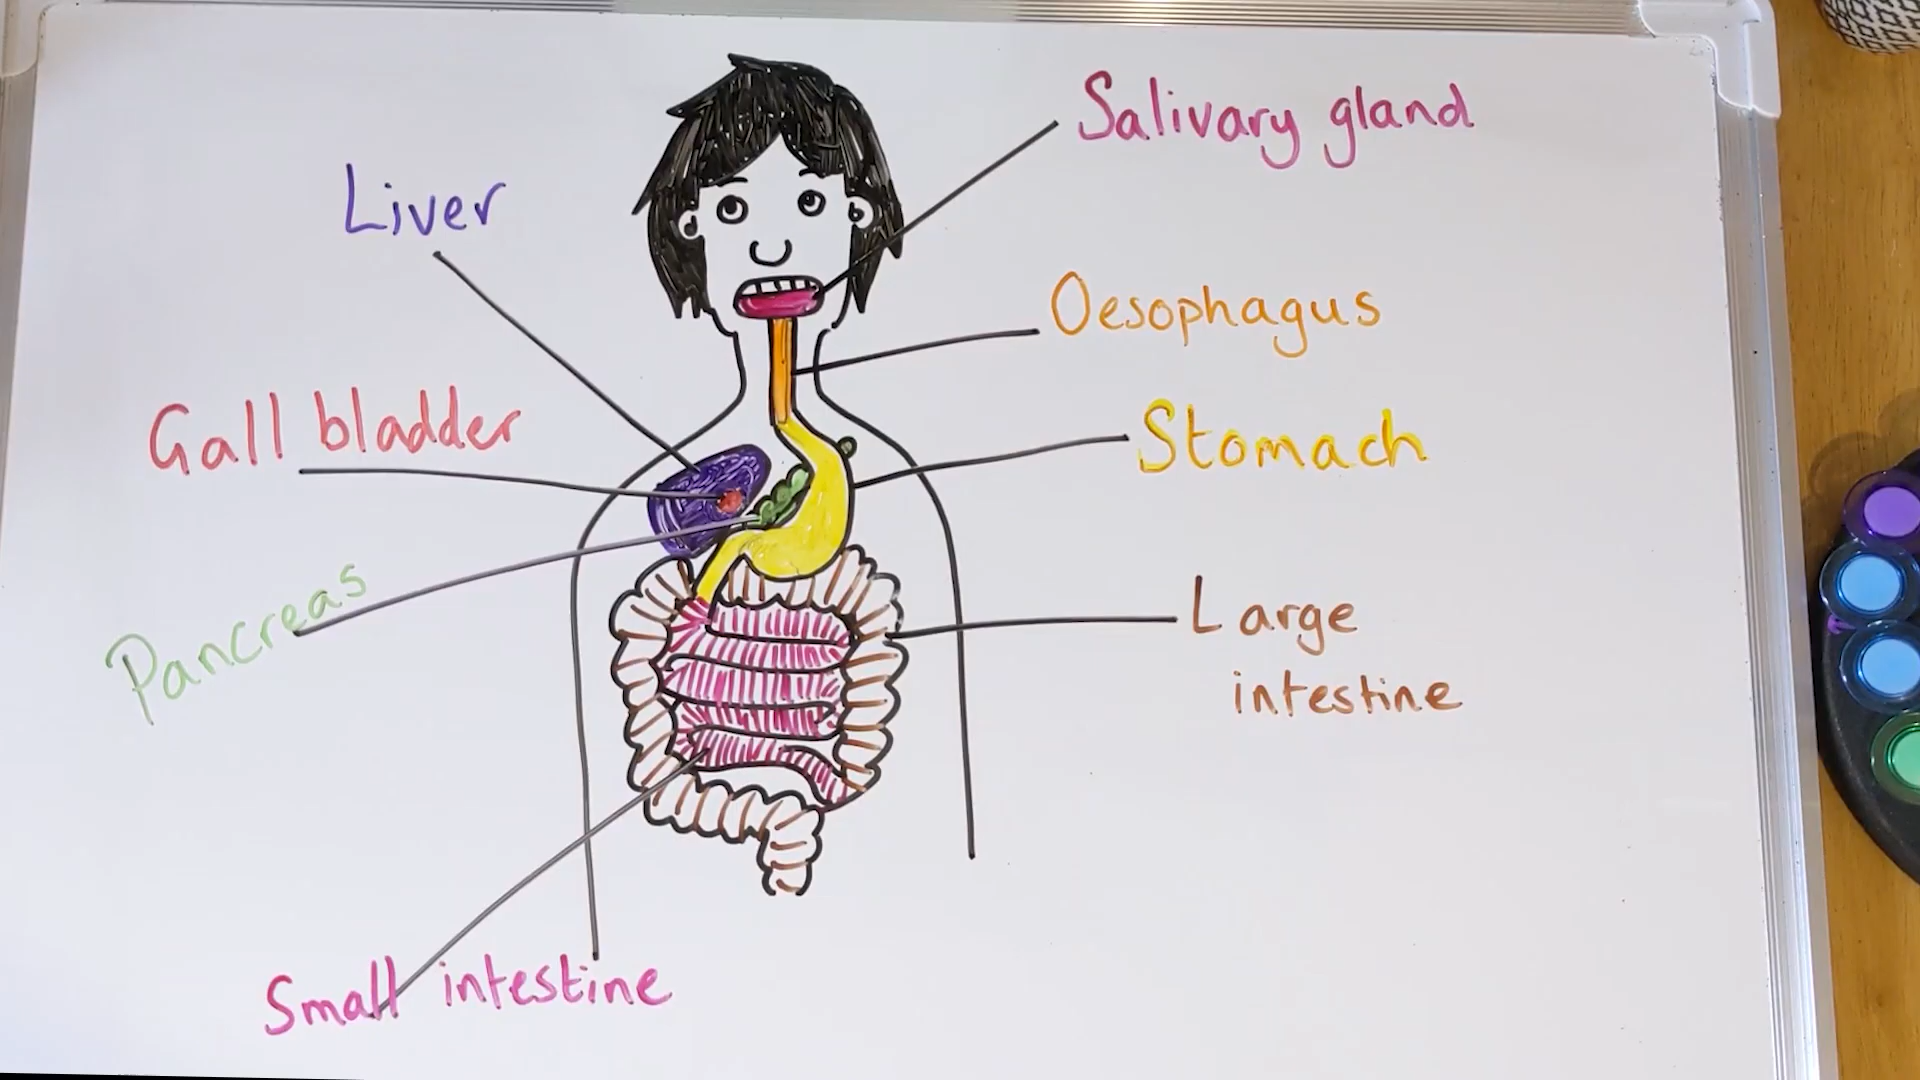 Salivary gland
Liver
Oesophagus
Gall bladder
Stomach
Pancreas
Large
intestine
Small intestine